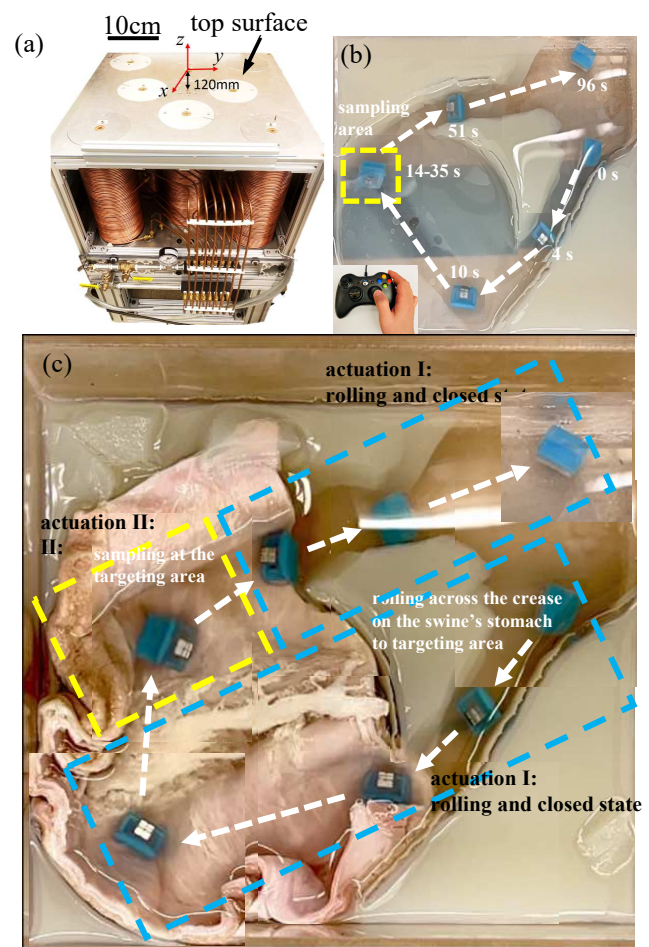 (a)
10cm
top surface
z
y
x
120mm
(b)
sampling
area
96 s
51 s
14-35 s
0 s
4 s
10 s
(c)
actuation I:
rolling and closed
actuation II:
II:
sampling at the
targeting area
rolling across the crease
on the swine's stomach
to targeting area
actuation I:
rolling and closed state